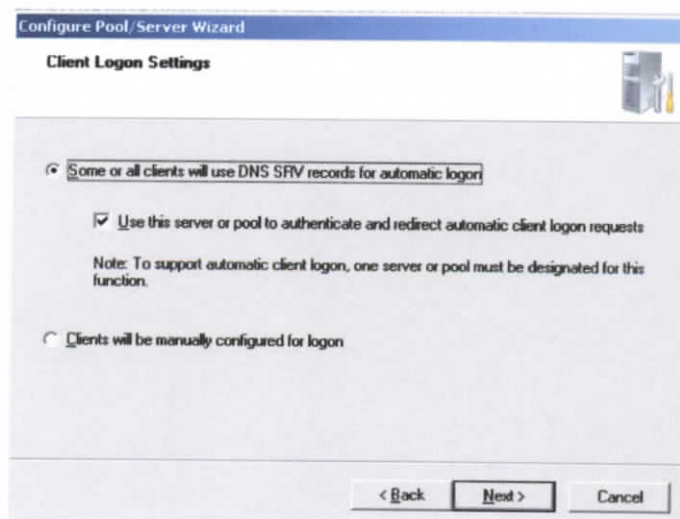 Configure Pool/Server Wizard
Client Logon Settings
Some or all clients will use DNS SRV records for automatic logon
Use this server or pool to authenticate and redirect automatic client logon requests
Note: To support automatic client logon, one server or pool must be designated for this
function.
Clients will be manually configured for logon
< Back
Next >
Cancel